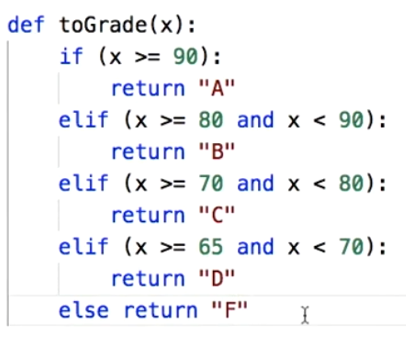 def toGrade(x):
    if (x >= 90):
        return "A"
    elif (x >= 80 and x < 90):
        return "B"
    elif (x >= 70 and x < 80):
        return "C"
    elif (x >= 65 and x < 70):
        return "D"
    else return "F"